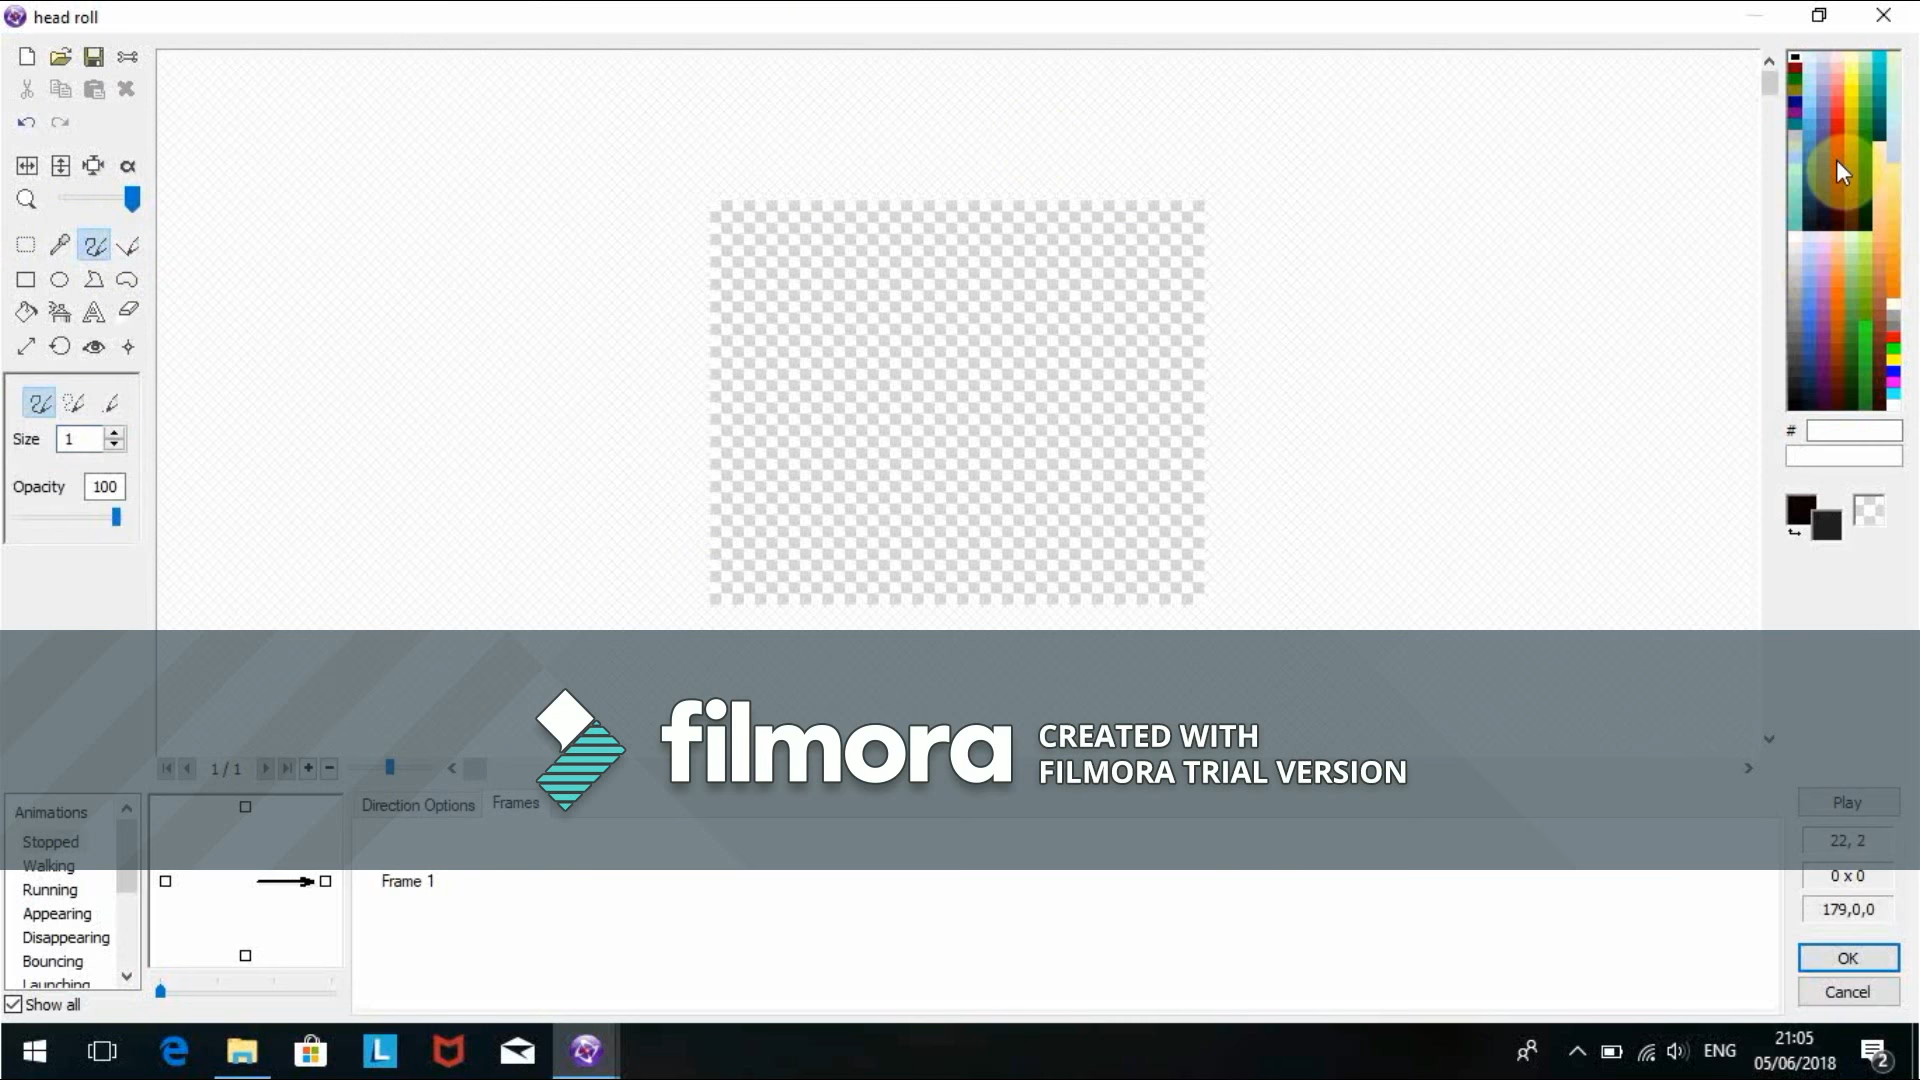 head roll
Size 1
Opacity 100
#
filmora
CREATED WITH
FILMORA TRIAL VERSION
1 / 1
Direction Options
Frames
Frame 1
Animations
Stopped
Walking
Running
Appearing
Disappearing
Bouncing
Launching
Show all
Play
22, 2
0 x 0
179,0,0
OK
Cancel
ENG
21:05
05/06/2018
2